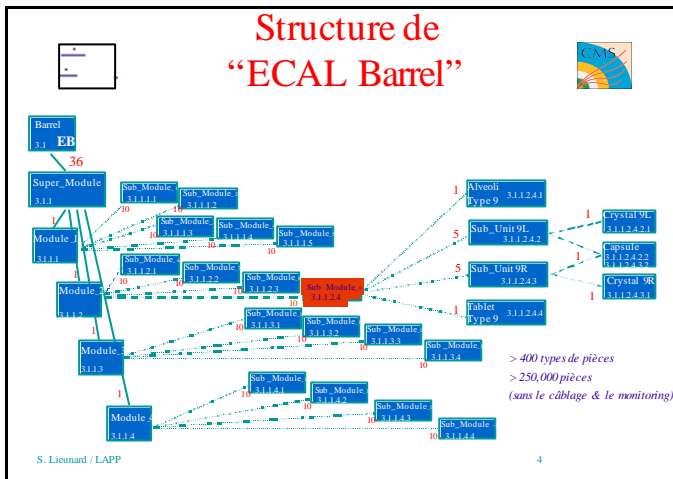 Structure de
“ECAL Barrel”
CMS
Barrel
3.1 EB
36
Super_Module
3.1.1
1
Module_1
3.1.1.1
1
Module_2
3.1.1.2
1
Module_3
3.1.1.3
1
Module_4
3.1.1.4
Sub_Module_
3.1.1.1.1
10
Sub_Module_
3.1.1.1.2
10
Sub_Module_
3.1.1.1.3
10
Sub_Module_
3.1.1.1.4
10
Sub_Module_
3.1.1.1.5
10
Sub_Module_
3.1.1.2.1
10
Sub_Module_
3.1.1.2.2
10
Sub_Module_
3.1.1.2.3
10
Sub_Module_
3.1.1.2.4
10
Sub_Module_
3.1.1.3.1
10
Sub_Module_
3.1.1.3.2
10
Sub_Module_
3.1.1.3.3
10
Sub_Module_
3.1.1.3.4
10
Sub_Module_
3.1.1.4.1
10
Sub_Module_
3.1.1.4.2
10
Sub_Module_
3.1.1.4.3
10
Sub_Module
3.1.1.4.4
10
1
Alveoli
Type 9 3.1.1.2.4.1
5
Sub_Unit 9L
3.1.1.2.4.2
5
Sub_Unit 9R
3.1.1.2.4.3
1
Tablet
Type 9 3.1.1.2.4.4
1
Crystal 9L
3.1.1.2.4.2.1
1
Capsule
3.1.1.2.4.2.2
3.1.1.2.4.3.2
1
Crystal 9R
3.1.1.2.4.3.1
> 400 types de pièces
> 250,000 pièces
(sans le câblage & le monitoring)
S. Lieunard / LAPP
4